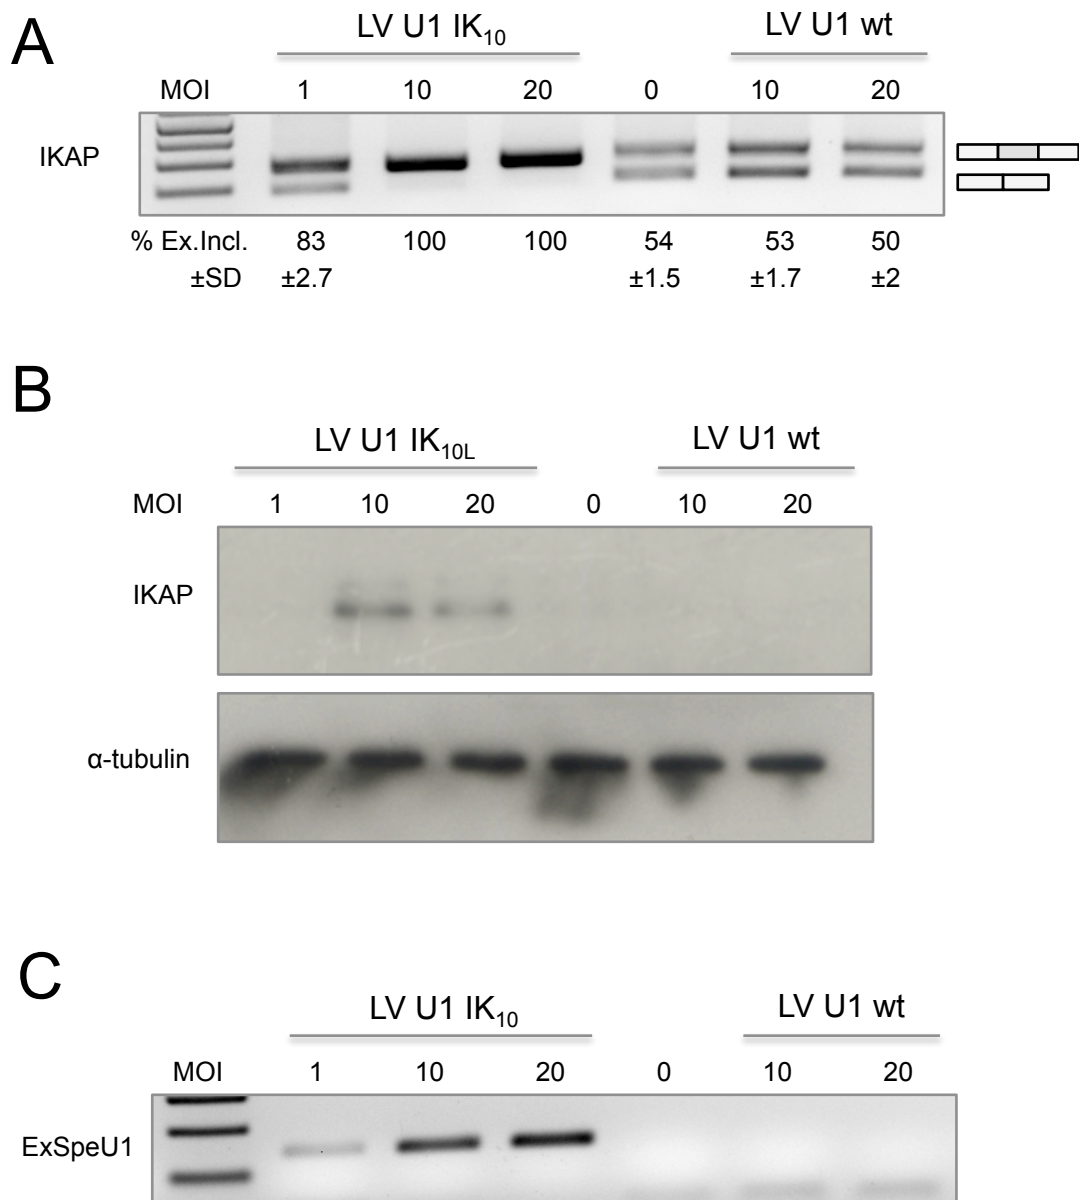 A
LV U1 IK10 LV U1 wt
MOI 1 10 20 0 10 20
IKAP
% Ex.Incl. 83 100 100 54 53 50
±SD ±2.7 ±1.5 ±1.7 ±2
B
LV U1 IK10L LV U1 wt
MOI 1 10 20 0 10 20
IKAP
α-tubulin
C
LV U1 IK10 LV U1 wt
MOI 1 10 20 0 10 20
ExSpeU1